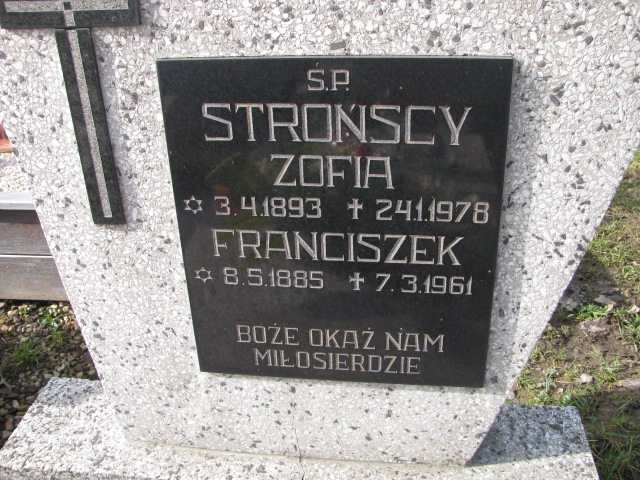 Ś.P.
STROŃSCY
ZOFIA
✡ 3.4.1893 ✝ 24.1.1978
FRANCISZEK
✡ 8.5.1885 ✝ 7.3.1961
BOŻE OKAŻ NAM
MIŁOSIERDZIE